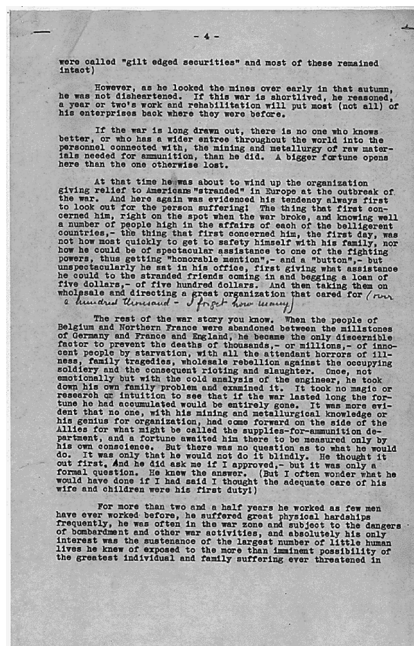 - 4 -
were called "gilt edged securities" and most of these remained
intact)
However, as he looked the mines over early in that autumn,
he was not disheartened. If this war is shortlived, he reasoned,
a year or two's work and rehabilitation will put most (not all) of
his enterprises back where they were before.
If the war is long drawn out, there is no one who knows
better, or who has a wider entree throughout the world into the
personnel connected with, the mining and metallurgy of raw mater-
ials needed for ammunition, than he did. A bigger fortune opens
here than the one otherwise lost.
At that time he was about to wind up the organization
giving relief to Americans "stranded" in Europe at the outbreak of
the war. And here again was evidenced his tendency always first
to look out for the person suffering: The thing that first con-
cerned him, right on the spot when the war broke, and knowing well
a number of people high in the affairs of each of the beligerent
countries,- the thing that first concerned him, the first day, was
not how most quickly to get to safety himself with his family, nor
how could he be of spectacular assistance to one of the fighting
powers, thus getting "honorable mention",- and a "button",- but
unspectacularly he sat in his office, first giving what assistance
he could to the stranded friends coming in and begging a loan of
five dollars,- of five hundred dollars. And then taking them on
wholesale and directing a great organization that cared for (over
a hundred thousand - I forget how many)
The rest of the war story you know. When the people of
Belgium and Northern France were abandoned between the millstones
of Germany and France and England, he became the only discernible
factor to prevent the deaths of thousands,- or millions,- of inno-
cent people by starvation, with all the attendant horrors of ill-
ness, family tragedies, wholesale rebellion against the occupying
soldiery and the consequent rioting and slaughter. Once, not
emotionally but with the cold analysis of the engineer, he took
down his own family problem and examined it. It took no magic or
research or intuition to see that if the war lasted long the for-
tune he had accumulated would be entirely gone. It was more evi-
dent that no one, with his mining and metallurgical knowledge or
his genius for organization, had come forward on the side of the
Allies for what might be called the supplies-for-ammunition de-
partment, and a fortune awaited him there to be measured only by
his own conscience. But there was no question as to what he would
do. It was only that he would not do it blindly. He thought it
out first. And he did ask me if I approved,- but it was only a
formal question. He knew the answer. (But I often wonder what he
would have done if I had said I thought the adequate care of his
wife and children were his first duty!)
For more than two and a half years he worked as few men
have ever worked before, he suffered great physical hardships
frequently, he was often in the war zone and subject to the dangers
of bombardment and other war activities, and absolutely his only
interest was the sustenance of the largest number of little human
lives he knew of exposed to the more than imminent possibility of
the greatest individual and family suffering ever threatened in